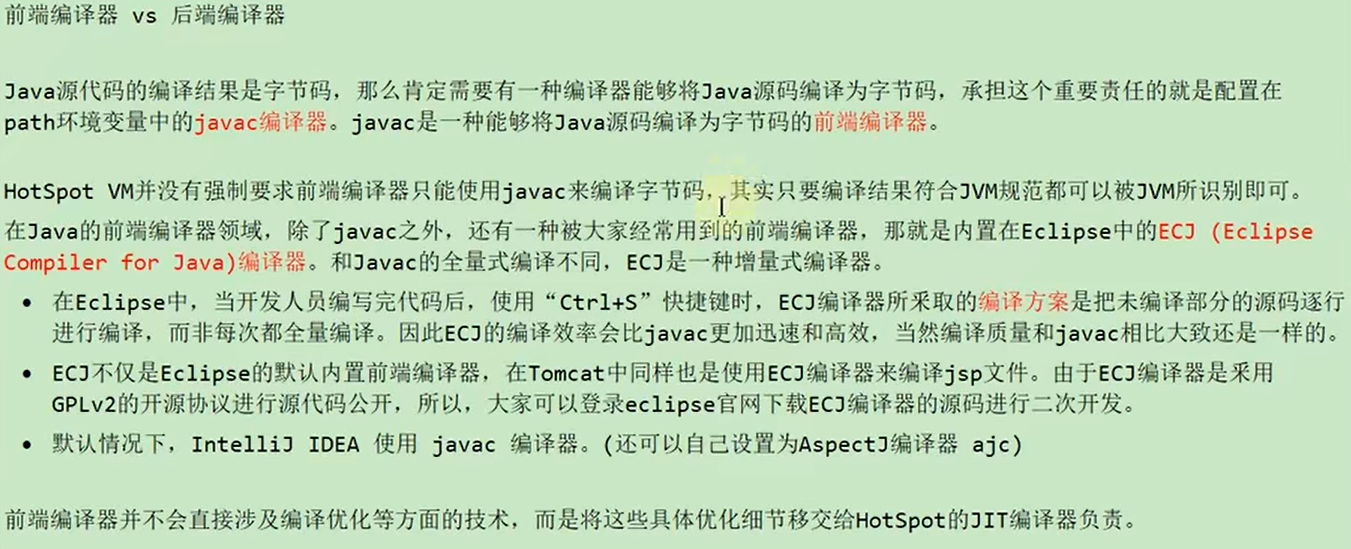 前端编译器 vs 后端编译器
Java源代码的编译结果是字节码，那么肯定需要有一种编译器能够将Java源码编译为字节码，承担这个重要责任的就是配置在
path环境变量中的javac编译器。javac是一种能够将Java源码编译为字节码的前端编译器。
HotSpot VM并没有强制要求前端编译器只能使用javac来编译字节码，其实只要编译结果符合JVM规范都可以被JVM所识别即可。
在Java的前端编译器领域，除了javac之外，还有一种被大家经常用到的前端编译器，那就是内置在Eclipse中的ECJ (Eclipse
Compiler for Java)编译器。和Javac的全量式编译不同，ECJ是一种增量式编译器。
• 在Eclipse中，当开发人员编写完代码后，使用“Ctrl+S”快捷键时，ECJ编译器所采取的编译方案是把未编译部分的源码逐行
进行编译，而非每次都全量编译。因此ECJ的编译效率会比javac更加迅速和高效，当然编译质量和javac相比大致还是一样的。
• ECJ不仅是Eclipse的默认内置前端编译器，在Tomcat中同样也是使用ECJ编译器来编译jsp文件。由于ECJ编译器是采用
GPLv2的开源协议进行源代码公开，所以，大家可以登录eclipse官网下载ECJ编译器的源码进行二次开发。
• 默认情况下，IntelliJ IDEA 使用 javac 编译器。(还可以自己设置为AspectJ编译器 ajc)
前端编译器并不会直接涉及编译优化等方面的技术，而是将这些具体优化细节移交给HotSpot的JIT编译器负责。